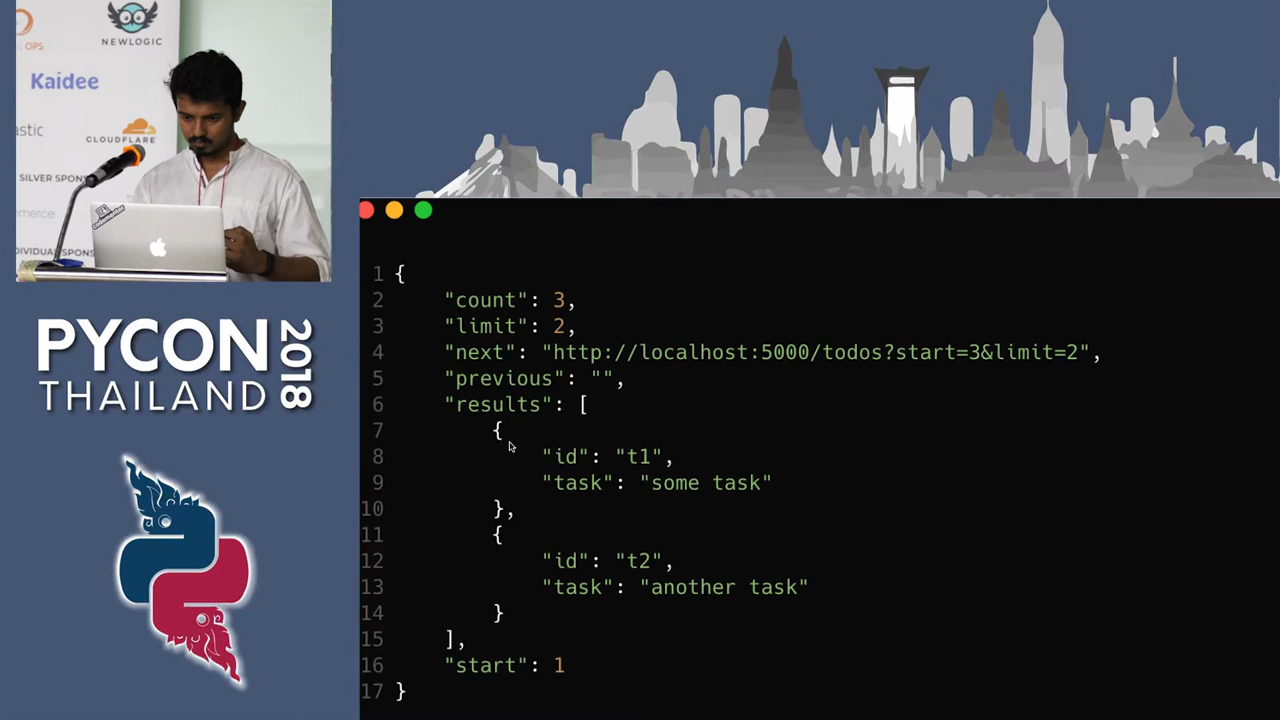 OPS
NEWLOGIC
Kaidee
CLOUDFLARE
PYCON
THAILAND
2018
1 {
2 "count": 3,
3 "limit": 2,
4 "next": "http://localhost:5000/todos?start=3&limit=2",
5 "previous": "",
6 "results": [
7 {
8 "id": "t1",
9 "task": "some task"
10 },
11 {
12 "id": "t2",
13 "task": "another task"
14 }
15 ],
16 "start": 1
17 }